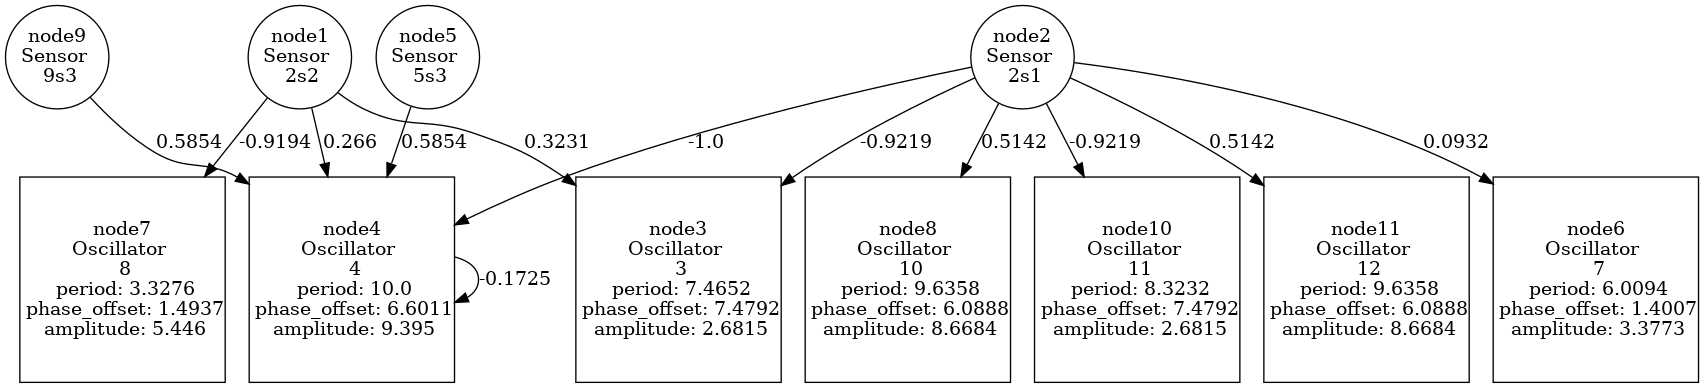 node9
Sensor
9s3
node1
Sensor
2s2
node5
Sensor
5s3
node2
Sensor
2s1
0.5854
-0.9194
0.266
0.5854
0.3231
-1.0
-0.9219
0.5142
-0.9219
0.5142
0.0932
node7
Oscillator
8
period: 3.3276
phase_offset: 1.4937
amplitude: 5.446
node4
Oscillator
4
period: 10.0
phase_offset: 6.6011
amplitude: 9.395
-0.1725
node3
Oscillator
3
period: 7.4652
phase_offset: 7.4792
amplitude: 2.6815
node8
Oscillator
10
period: 9.6358
phase_offset: 6.0888
amplitude: 8.6684
node10
Oscillator
11
period: 8.3232
phase_offset: 7.4792
amplitude: 2.6815
node11
Oscillator
12
period: 9.6358
phase_offset: 6.0888
amplitude: 8.6684
node6
Oscillator
7
period: 6.0094
phase_offset: 1.4007
amplitude: 3.3773